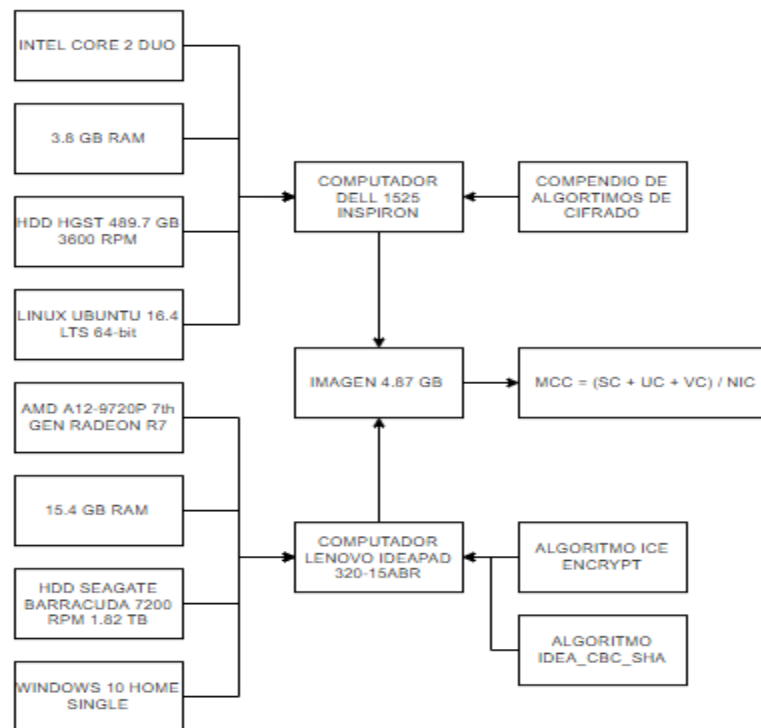 INTEL CORE 2 DUO
3.8 GB RAM
HDD HGST 489.7 GB
3600 RPM
LINUX UBUNTU 16.4
LTS 64-bit
COMPUTADOR
DELL 1525
INSPIRON
COMPENDIO DE
ALGORTIMOS DE
CIFRADO
IMAGEN 4.87 GB
MCC = (SC + UC + VC) / NIC
AMD A12-9720P 7th
GEN RADEON R7
15.4 GB RAM
HDD SEAGATE
BARRACUDA 7200
RPM 1.82 TB
WINDOWS 10 HOME
SINGLE
COMPUTADOR
LENOVO IDEAPAD
320-15ABR
ALGORITMO ICE
ENCRYPT
ALGORITMO
IDEA_CBC_SHA